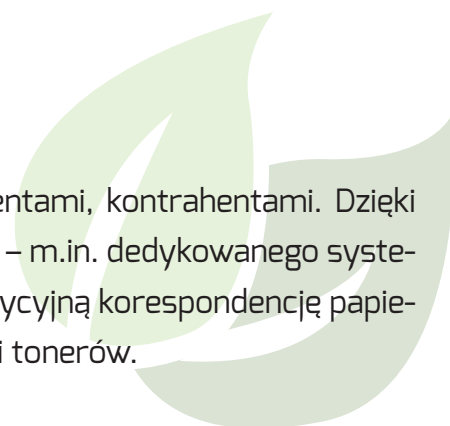 entami, kontrahentami. Dzięki
– m.in. dedykowanego syste-
ycyjną korespondencję papie-
i tonerów.